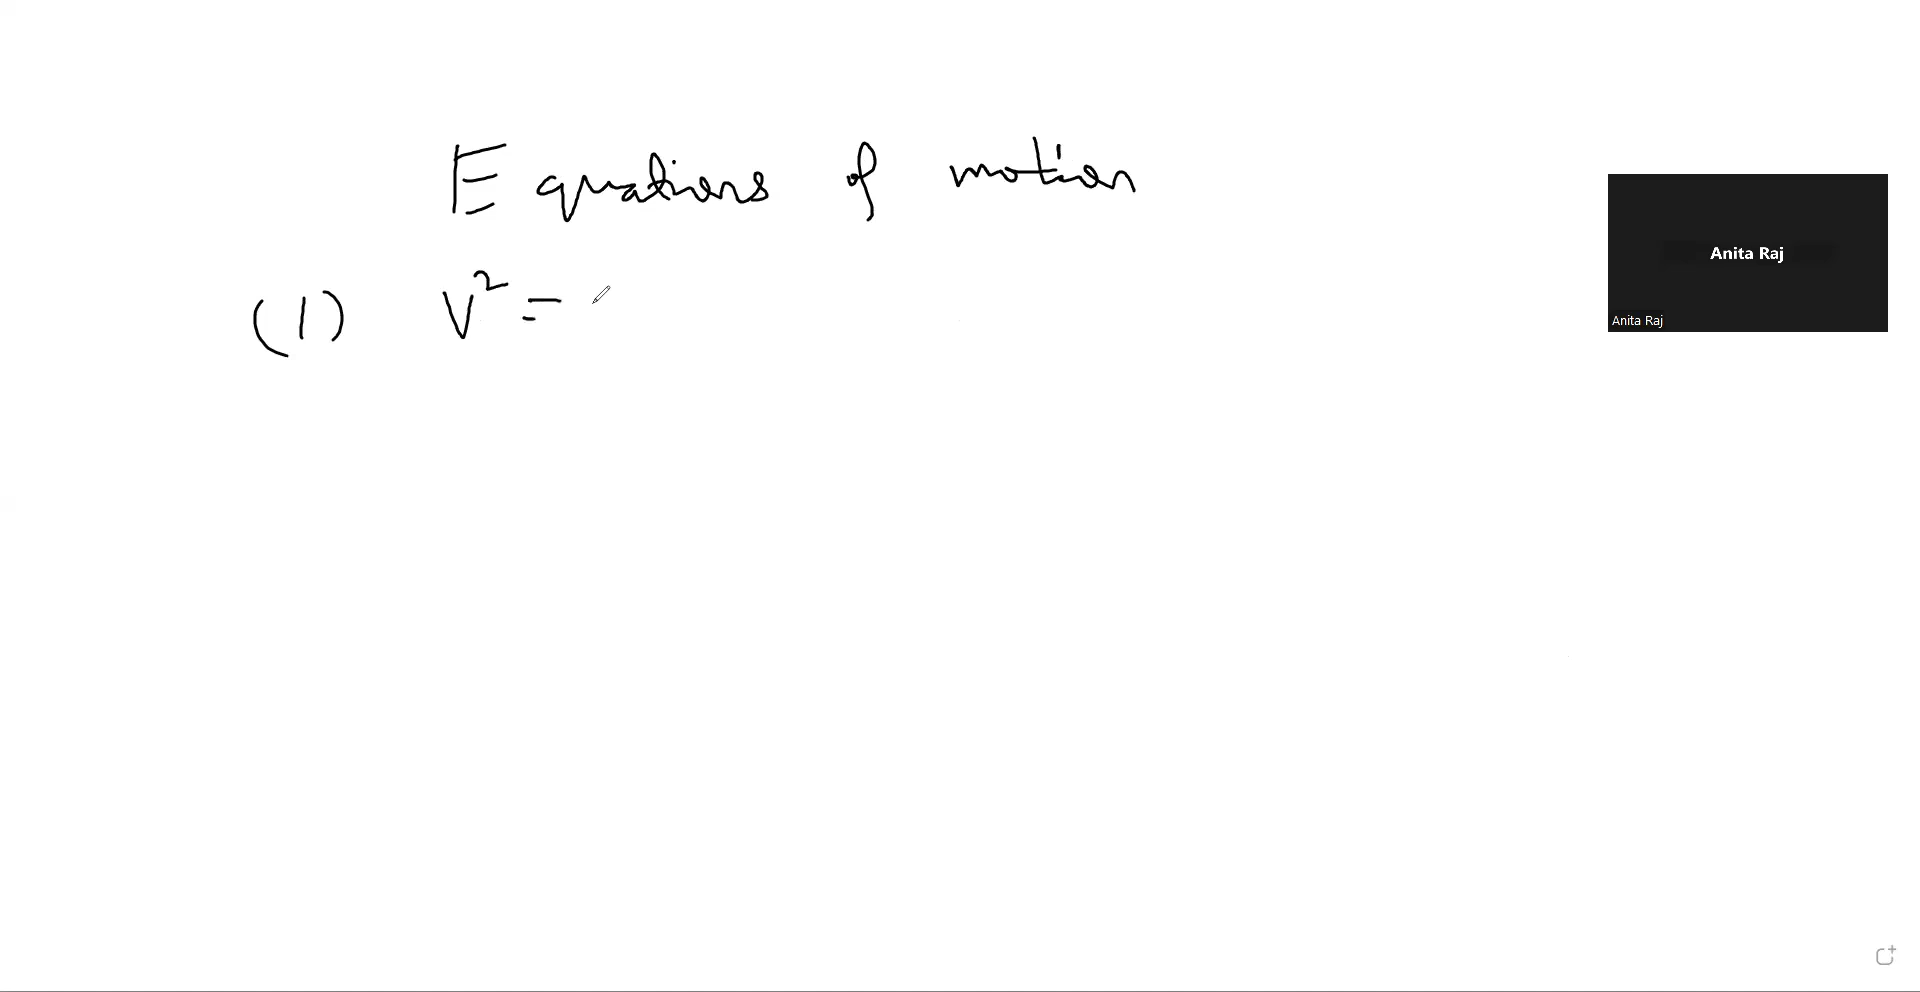 Equations of motion
(1) V² =
Anita Raj
Anita Raj